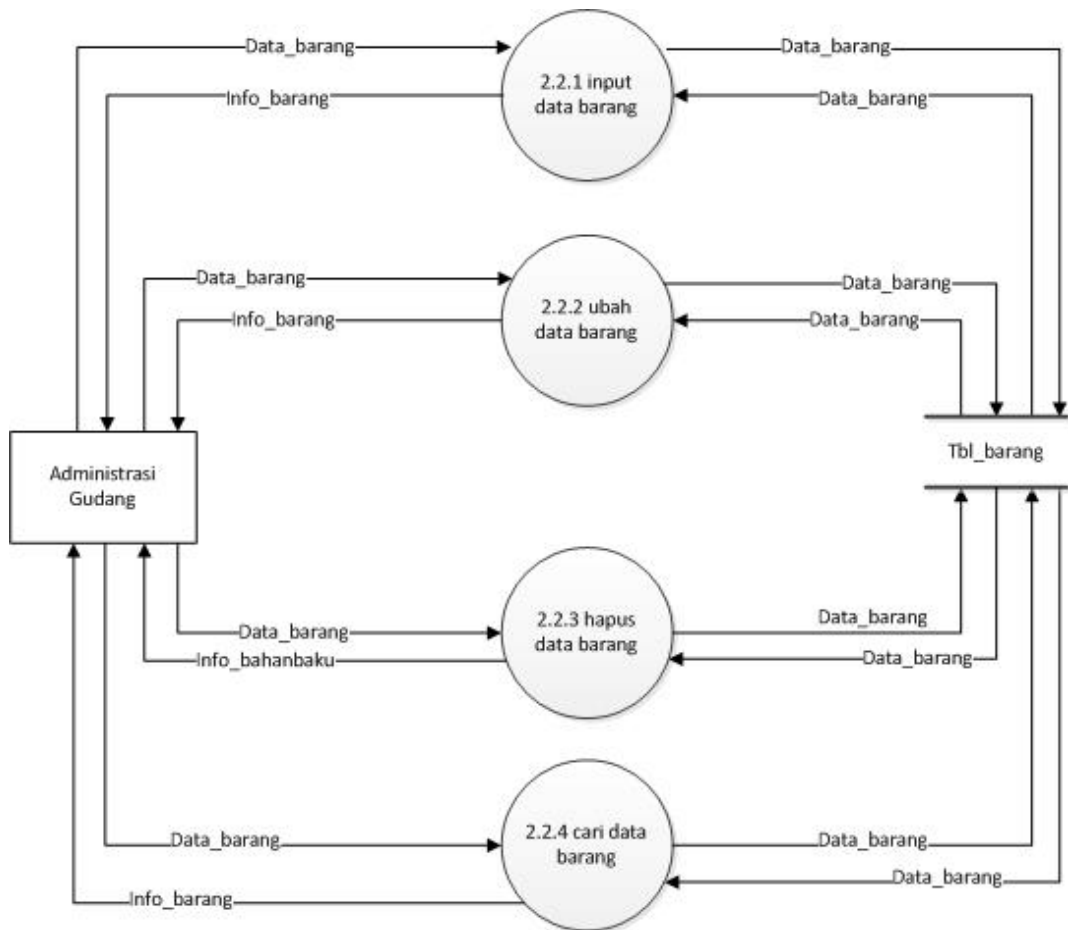 Data_barang
Data_barang
2.2.1 input
data barang
Info_barang
Data_barang
Data_barang
Data_barang
2.2.2 ubah
data barang
Info_barang
Data_barang
Administrasi
Gudang
Tbl_barang
Data_barang
2.2.3 hapus
data barang
Data_barang
Info_bahanbaku
Data_barang
Data_barang
2.2.4 cari data
barang
Data_barang
Info_barang
Data_barang